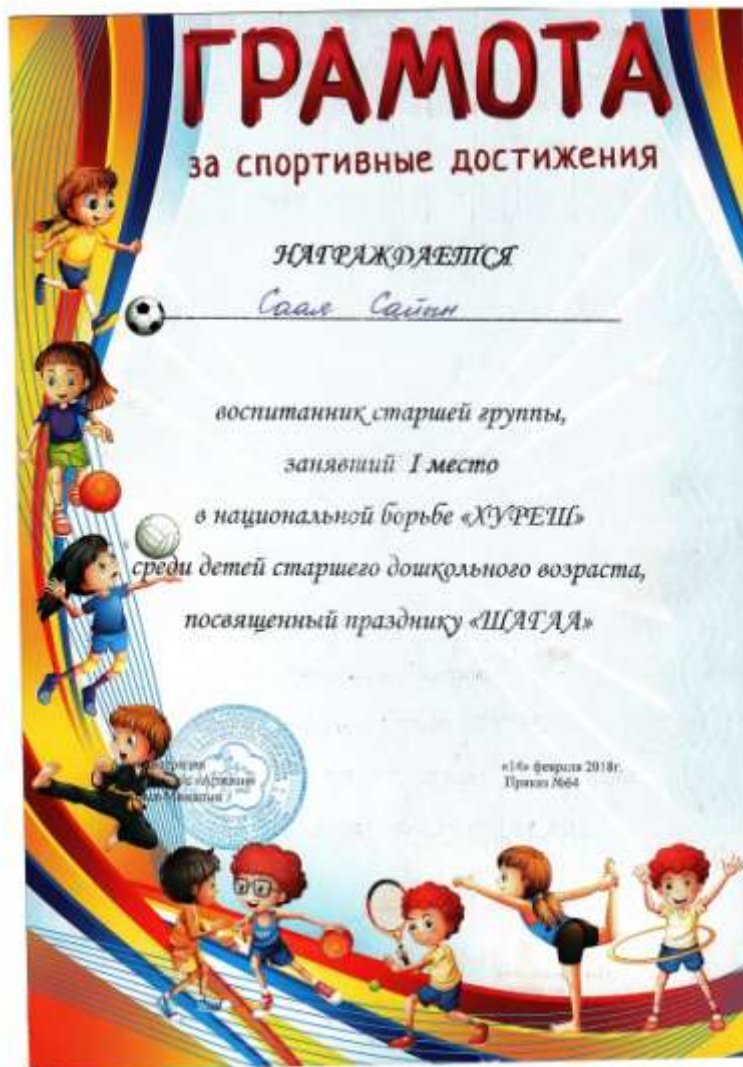 ГРАМОТА
за спортивные достижения
НАГРАЖДАЕТСЯ
Саая Сайын
воспитанник старшей группы,
занявший I место
в национальной борьбе «ХУРЕШ»
среди детей старшего дошкольного возраста,
посвященный празднику «ШАГАА»
«14» февраля 2018г.
Приказ №64